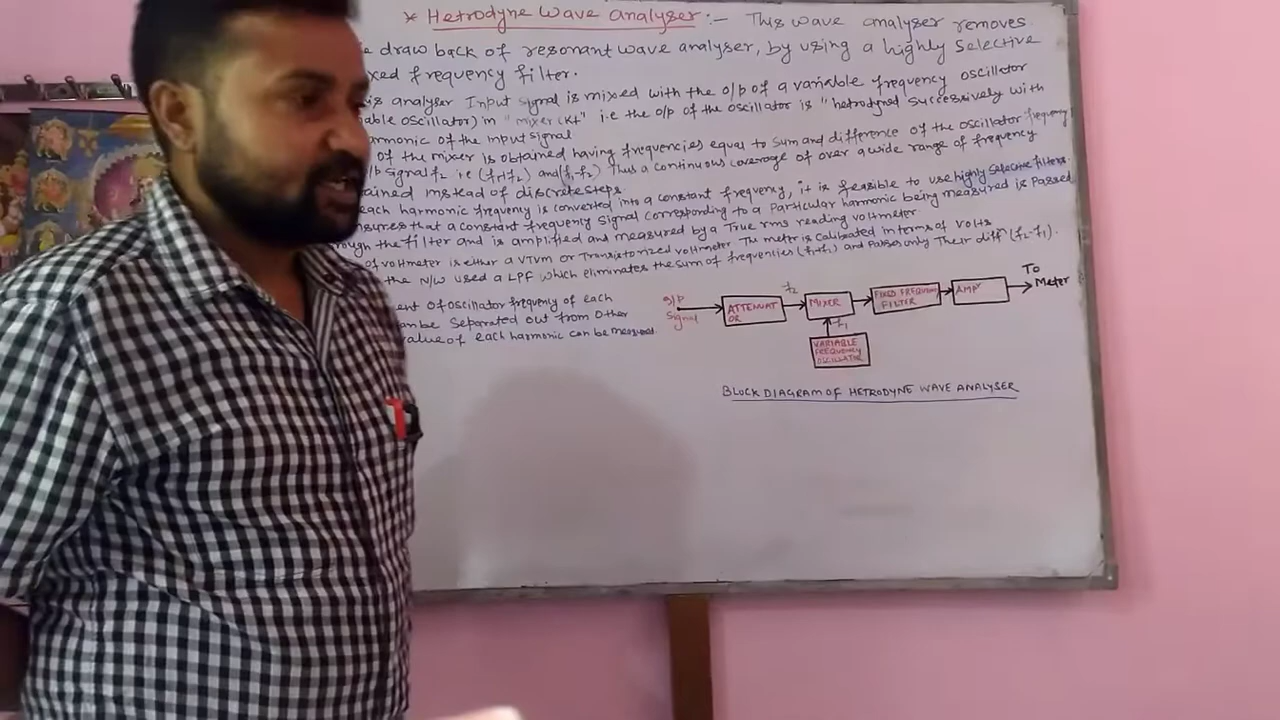 * Hetrodyne Wave analyser :- This wave analyser removes
draw back of resonant wave analyser, by using a highly selective
xed frequency filter.
is analyser Input signal is mixed with the o/p of a variable frequency oscillator
able oscillator) in "mixer CKt" i.e the o/p of the oscillator is "hetrodyned successively with
armonic of the input signal
of the mixer is obtained having frequencies equal to sum and difference of the oscillator frequency
/p signal f2 i.e (f1+f2) and (f1-f2) Thus a continuous coverage of over a wide range of frequency
ained instead of discrete steps.
each harmonic frequency is converted into a constant frequency, it is feasible to use highly selective filters.
sures that a constant frequency signal corresponding to a particular harmonic being measured is passed
ough the filter and is amplified and measured by a True rms reading voltmeter
of voltmeter is either a VTVM or Transistorized voltmeter The meter is calibrated in terms of volts
the N/W used a LPF which eliminates the sum of frequencies and passes only their diffn (f2-f1).
ent of oscillator frequency of each
an be separated out from other
value of each harmonic can be measured.
Signal
ATTENUAT
OR
f2
MIXER
FIXED FREQUENCY
FILTER
AMP
To
Meter
f1
VARIABLE
FREQUENCY
OSCILLATOR
BLOCK DIAGRAM OF HETRODYNE WAVE ANALYSER